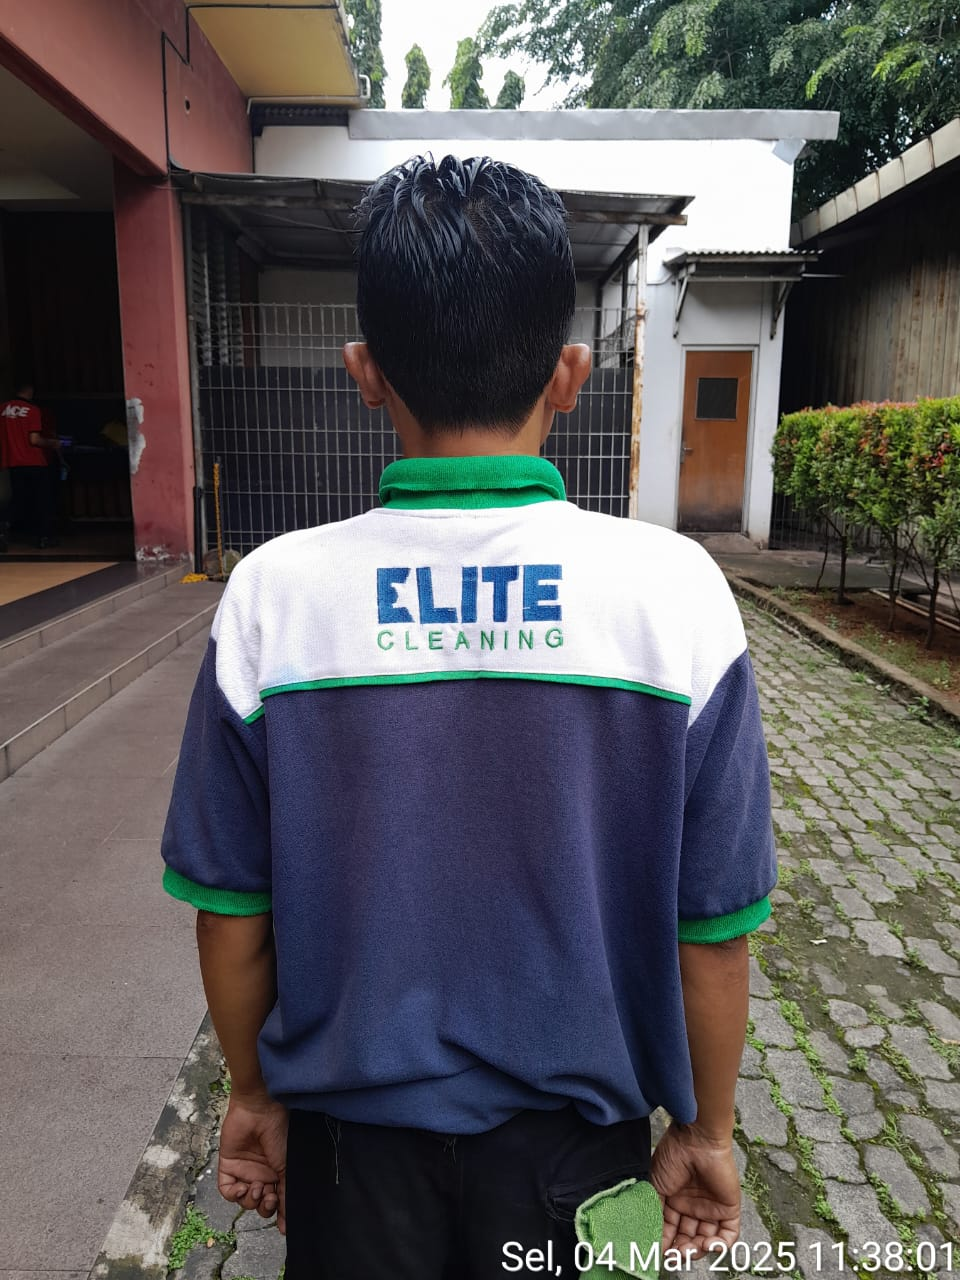 ACE
ELITE
CLEANING
Sel, 04 Mar 2025 11:38:01